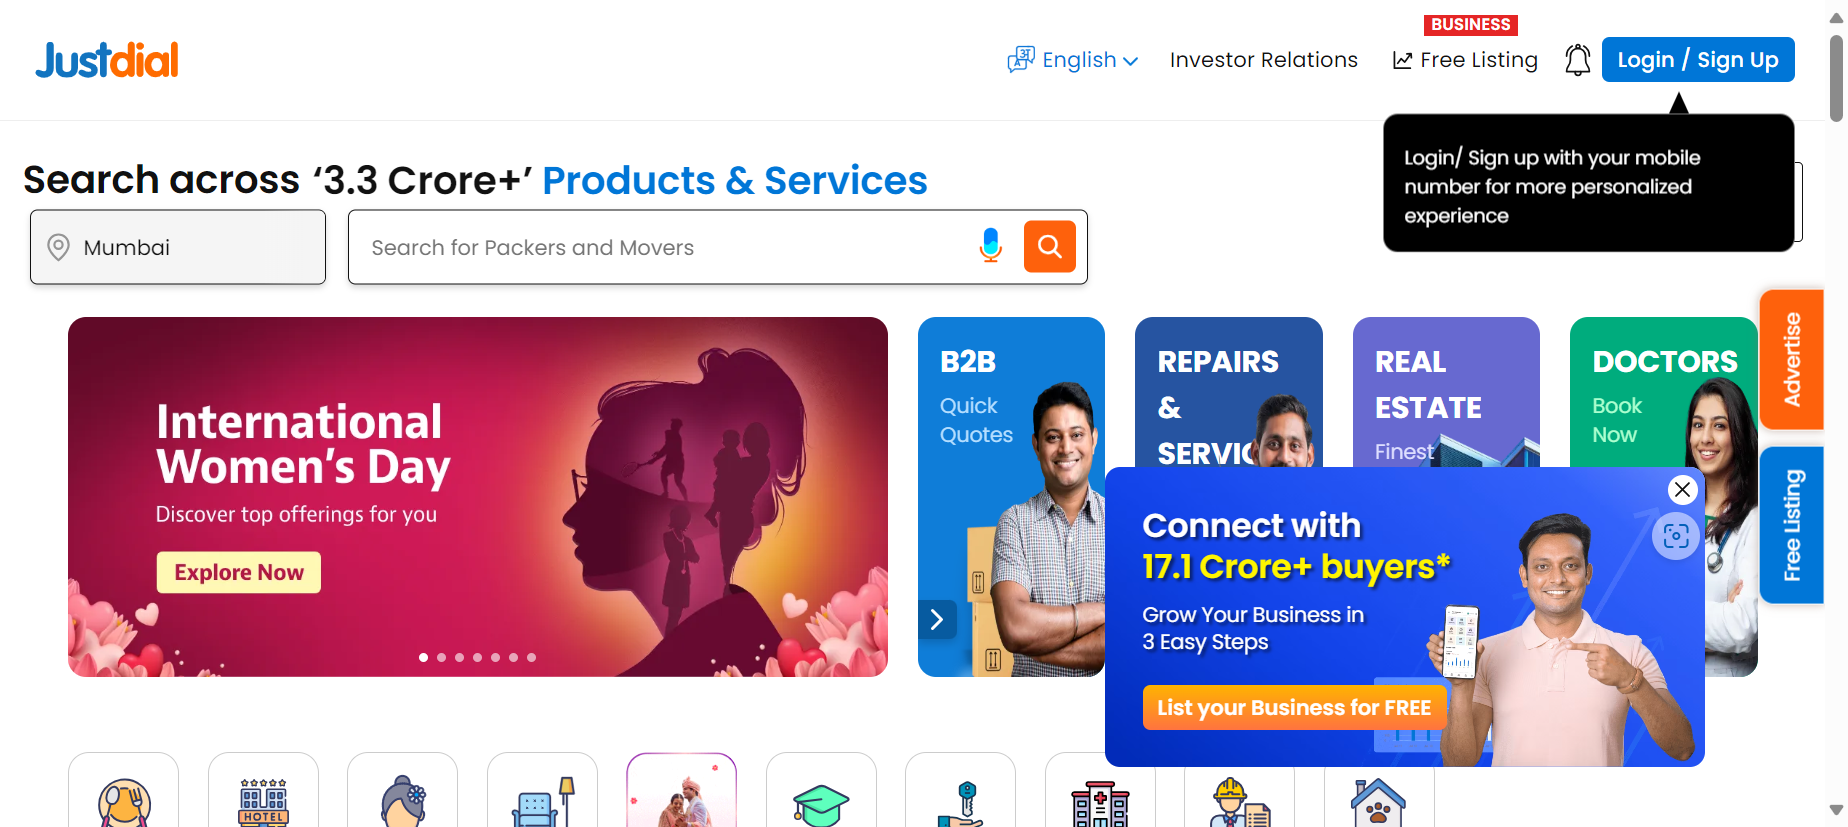 Justdial
English
Investor Relations
BUSINESS
Free Listing
Login / Sign Up
Login/ Sign up with your mobile
number for more personalized
experience
Search across ‘3.3 Crore+’ Products & Services
Mumbai
Search for Packers and Movers
International
Women's Day
Discover top offerings for you
Explore Now
B2B
Quick
Quotes
REPAIRS
&
REAL
ESTATE
Finest
DOCTORS
Book
Now
Advertise
Free Listing
Connect with
17.1 Crore+ buyers*
Grow Your Business in
3 Easy Steps
List your Business for FREE
HOTEL